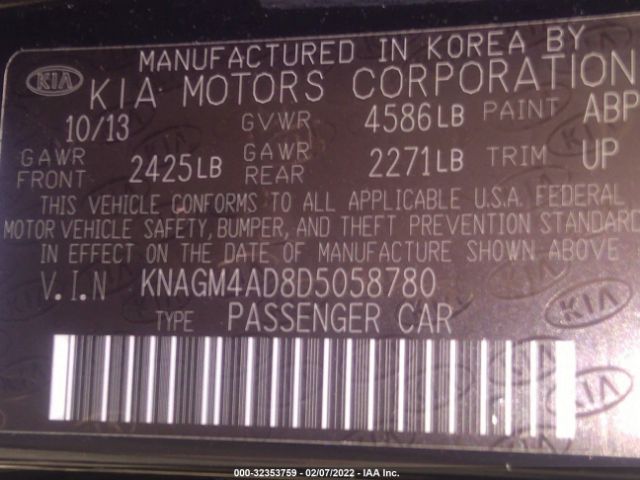 MANUFACTURED IN KOREA BY
KIA KIA MOTORS CORPORATION
10/13 GVWR 4586LB PAINT ABP
GAWR FRONT 2425LB GAWR REAR 2271LB TRIM UP
THIS VEHICLE CONFORMS TO ALL APPLICABLE U.S.A. FEDERAL
MOTOR VEHICLE SAFETY, BUMPER, AND THEFT PREVENTION STANDARD
IN EFFECT ON THE DATE OF MANUFACTURE SHOWN ABOVE
V.I.N KNAGM4AD8D5058780
TYPE PASSENGER CAR
KIA
KIA
000-32353759 - 02/07/2022 - IAA Inc.